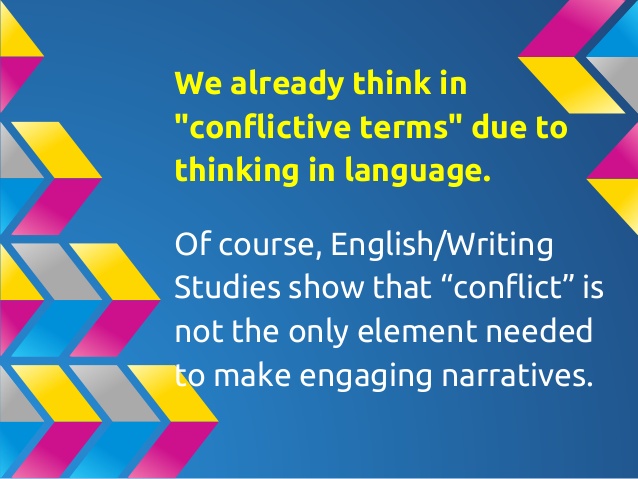 We already think in
"conflictive terms" due to
thinking in language.
Of course, English/Writing
Studies show that “conflict” is
not the only element needed
to make engaging narratives.